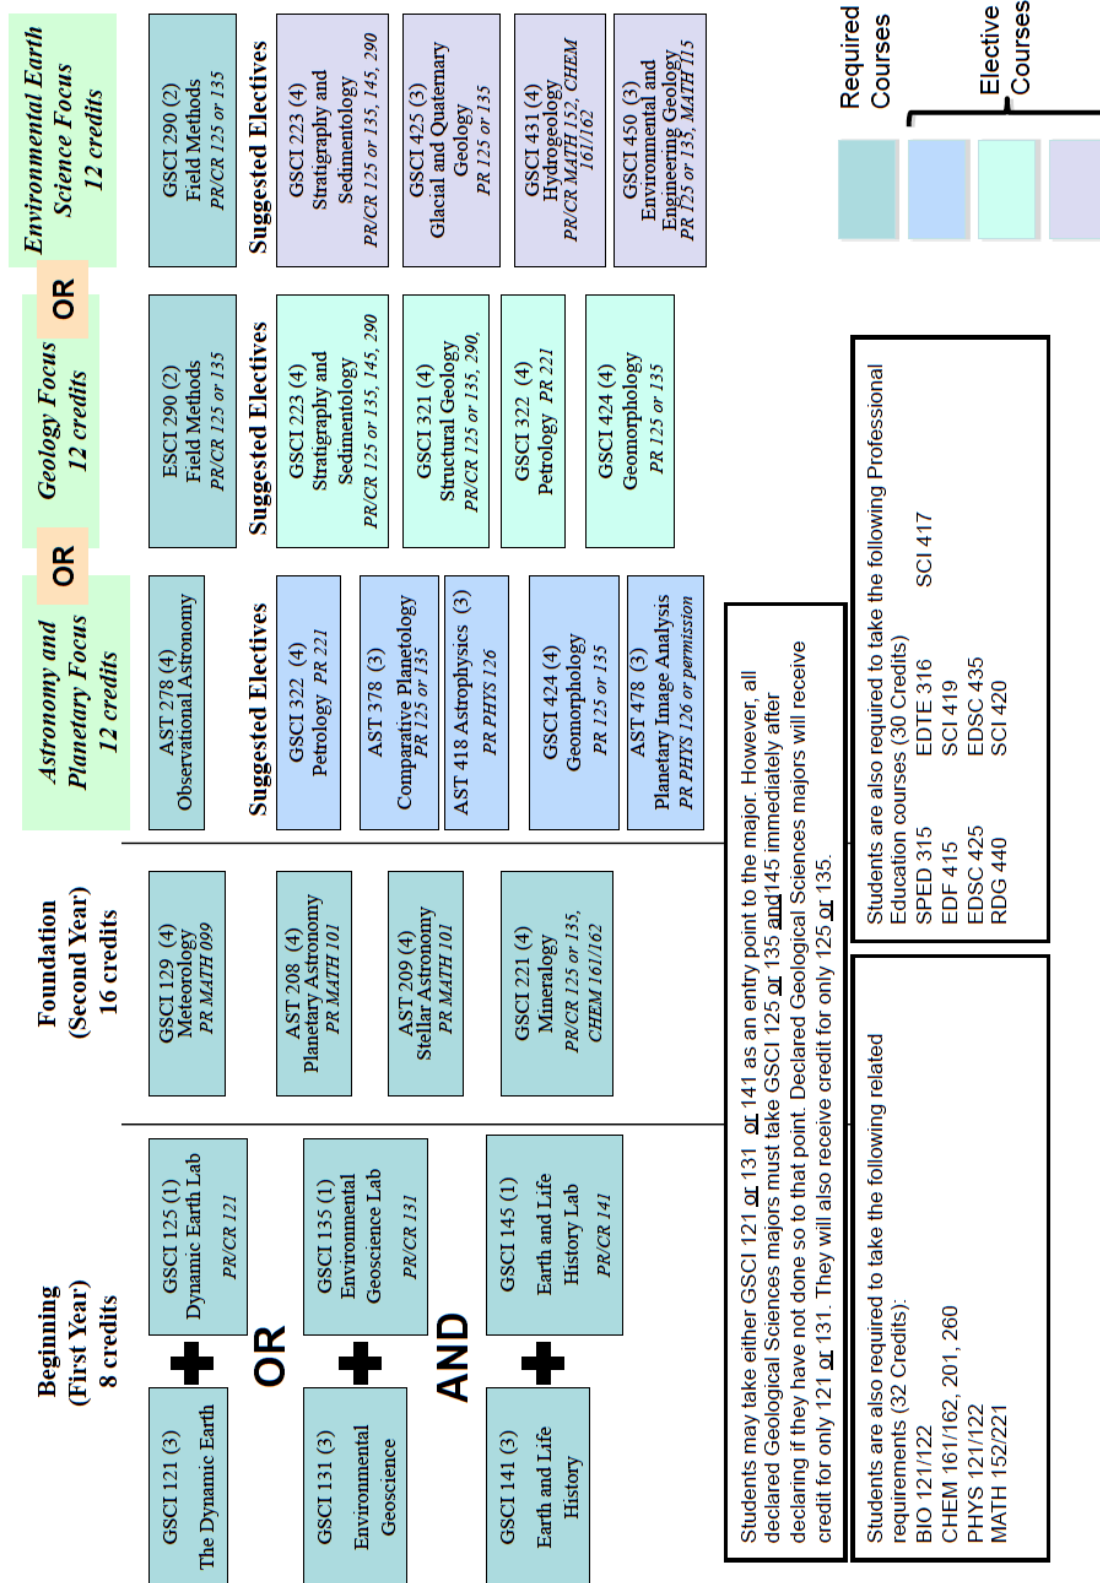 Beginning
(First Year)
8 credits
GSCI 121 (3)
The Dynamic Earth
GSCI 125 (1)
Dynamic Earth Lab
PR/CR 121
OR
GSCI 131 (3)
Environmental
Geoscience
GSCI 135 (1)
Environmental
Geoscience Lab
PR/CR 131
AND
GSCI 141 (3)
Earth and Life
History
GSCI 145 (1)
Earth and Life
History Lab
PR/CR 141
Foundation
(Second Year)
16 credits
GSCI 129 (4)
Meteorology
PR MATH 099
AST 208 (4)
Planetary Astronomy
PR MATH 101
AST 209 (4)
Stellar Astronomy
PR MATH 101
GSCI 221 (4)
Mineralogy
PR/CR 125 or 135,
CHEM 161/162
Astronomy and
Planetary Focus
12 credits
AST 278 (4)
Observational Astronomy
Suggested Electives
GSCI 322 (4)
Petrology PR 221
AST 378 (3)
Comparative Planetology
PR 125 or 135
AST 418 Astrophysics (3)
PR PHYS 126
GSCI 424 (4)
Geomorphology
PR 125 or 135
AST 478 (3)
Planetary Image Analysis
PR PHYS 126 or permission
OR
Geology Focus
12 credits
ESCI 290 (2)
Field Methods
PR/CR 125 or 135
Suggested Electives
GSCI 223 (4)
Stratigraphy and
Sedimentology
PR/CR 125 or 135, 145, 290
GSCI 321 (4)
Structural Geology
PR/CR 125 or 135, 290,
GSCI 322 (4)
Petrology PR 221
GSCI 424 (4)
Geomorphology
PR 125 or 135
OR
Environmental Earth
Science Focus
12 credits
GSCI 290 (2)
Field Methods
PR/CR 125 or 135
Suggested Electives
GSCI 223 (4)
Stratigraphy and
Sedimentology
PR/CR 125 or 135, 145, 290
GSCI 425 (3)
Glacial and Quaternary
Geology
PR 125 or 135
GSCI 431 (4)
Hydrogeology
PR/CR MATH 152, CHEM
161/162
GSCI 450 (3)
Environmental and
Engineering Geology
PR 125 or 135, MATH 115
Students may take either GSCI 121 or 131 or 141 as an entry point to the major. However, all
declared Geological Sciences majors must take GSCI 125 or 135 and145 immediately after
declaring if they have not done so to that point. Declared Geological Sciences majors will receive
credit for only 121 or 131. They will also receive credit for only 125 or 135.
Students are also required to take the following related
requirements (32 Credits):
BIO 121/122
CHEM 161/162, 201, 260
PHYS 121/122
MATH 152/221
Students are also required to take the following Professional
Education courses (30 Credits)
SPED 315 EDTE 316 SCI 417
EDF 415 SCI 419
EDSC 425 EDSC 435
RDG 440 SCI 420
Required
Courses
Elective
Courses